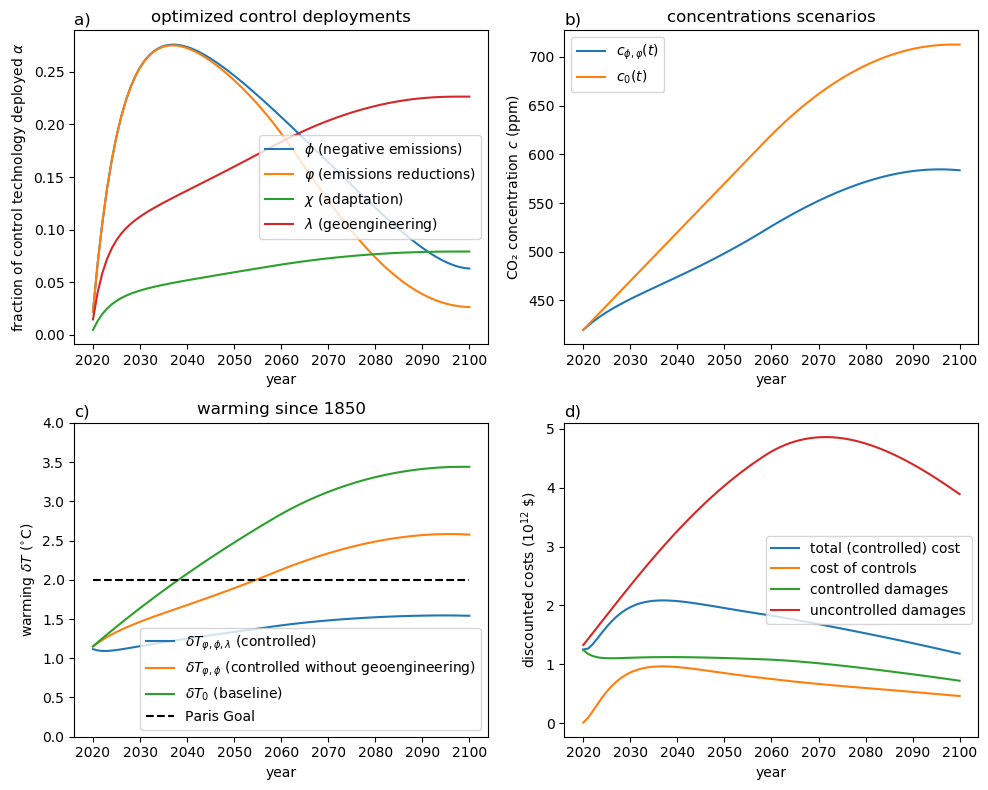 a)
optimized control deployments
fraction of control technology deployed α
0.25
0.20
0.15
0.10
0.05
0.00
ϕ (negative emissions)
φ (emissions reductions)
χ (adaptation)
λ (geoengineering)
2020 2030 2040 2050 2060 2070 2080 2090 2100
year
b)
concentrations scenarios
CO₂ concentration c (ppm)
700
650
600
550
500
450
c_{ϕ,φ}(t)
c_0(t)
2020 2030 2040 2050 2060 2070 2080 2090 2100
year
c)
warming since 1850
warming δT (°C)
4.0
3.5
3.0
2.5
2.0
1.5
1.0
0.5
0.0
δT_{φ,ϕ,λ} (controlled)
δT_{φ,ϕ} (controlled without geoengineering)
δT_0 (baseline)
Paris Goal
2020 2030 2040 2050 2060 2070 2080 2090 2100
year
d)
discounted costs (10^{12} $)
5
4
3
2
1
0
total (controlled) cost
cost of controls
controlled damages
uncontrolled damages
2020 2030 2040 2050 2060 2070 2080 2090 2100
year